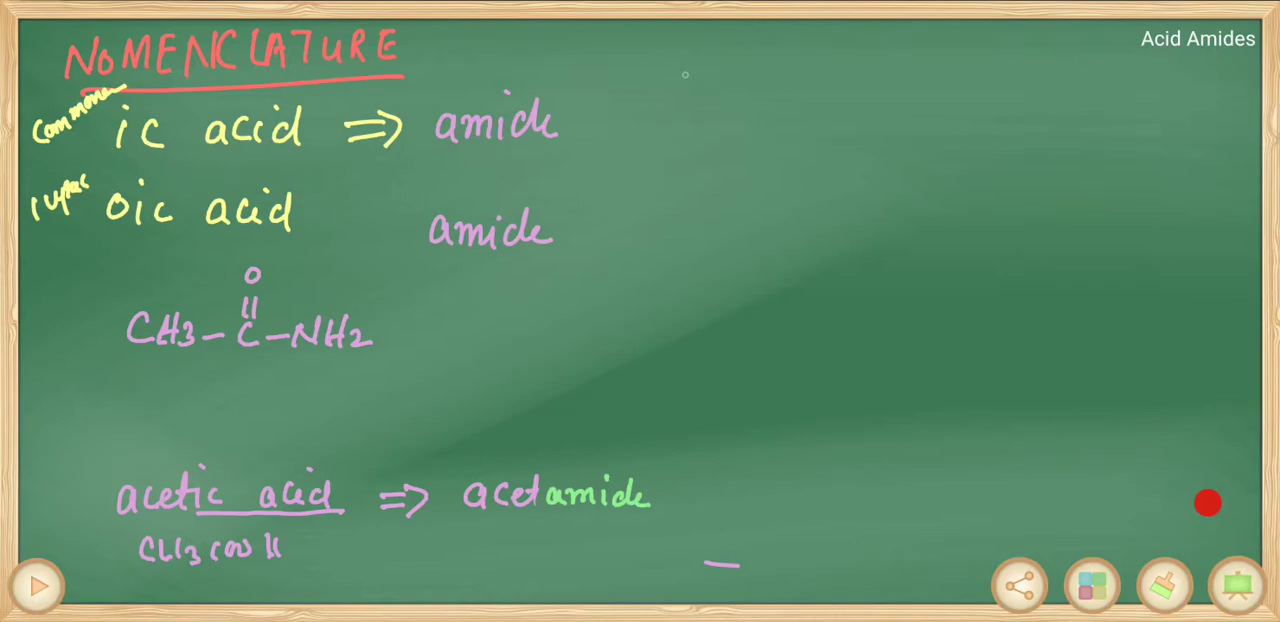 NOMENCLATURE
Acid Amides
common ic acid ⇒ amide
iupac oic acid amide
O
||
CH3-C-NH2
acetic acid ⇒ acetamide
CH3COOH